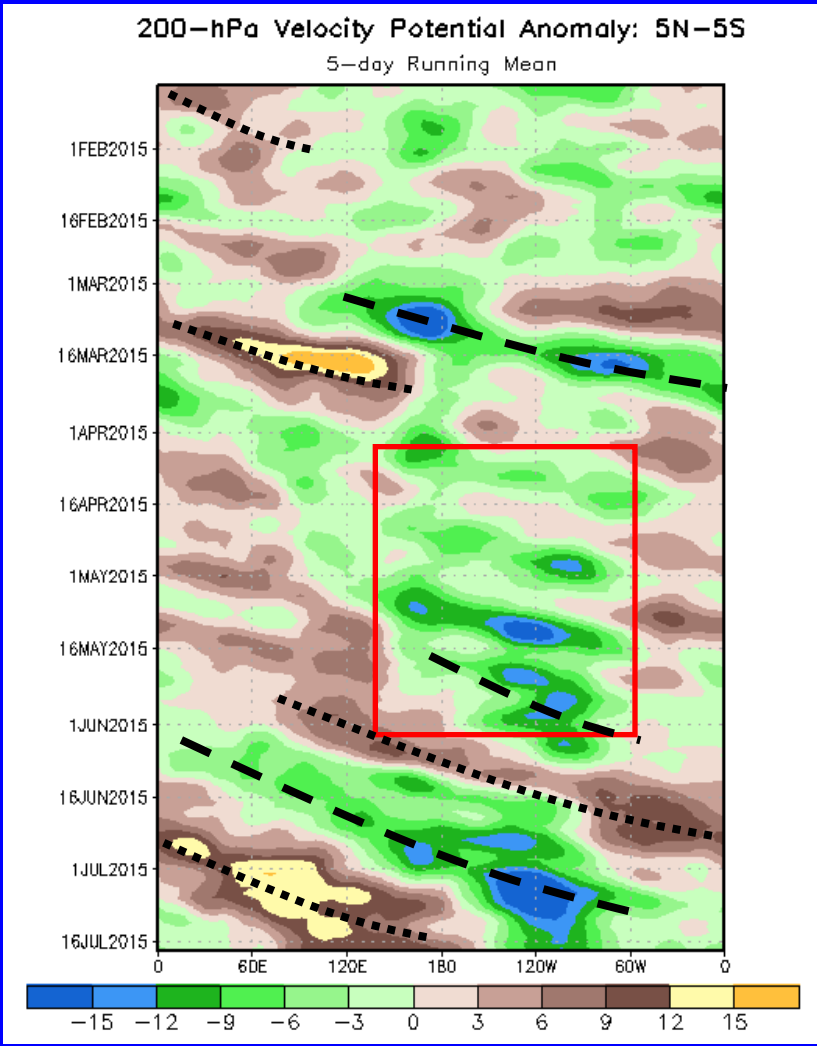 200-hPa Velocity Potential Anomaly: 5N-5S
5-day Running Mean
1FEB2015
16FEB2015
1MAR2015
16MAR2015
1APR2015
16APR2015
1MAY2015
16MAY2015
1JUN2015
16JUN2015
1JUL2015
16JUL2015
0 60E 120E 180 120W 60W 0
-15 -12 -9 -6 -3 0 3 6 9 12 15